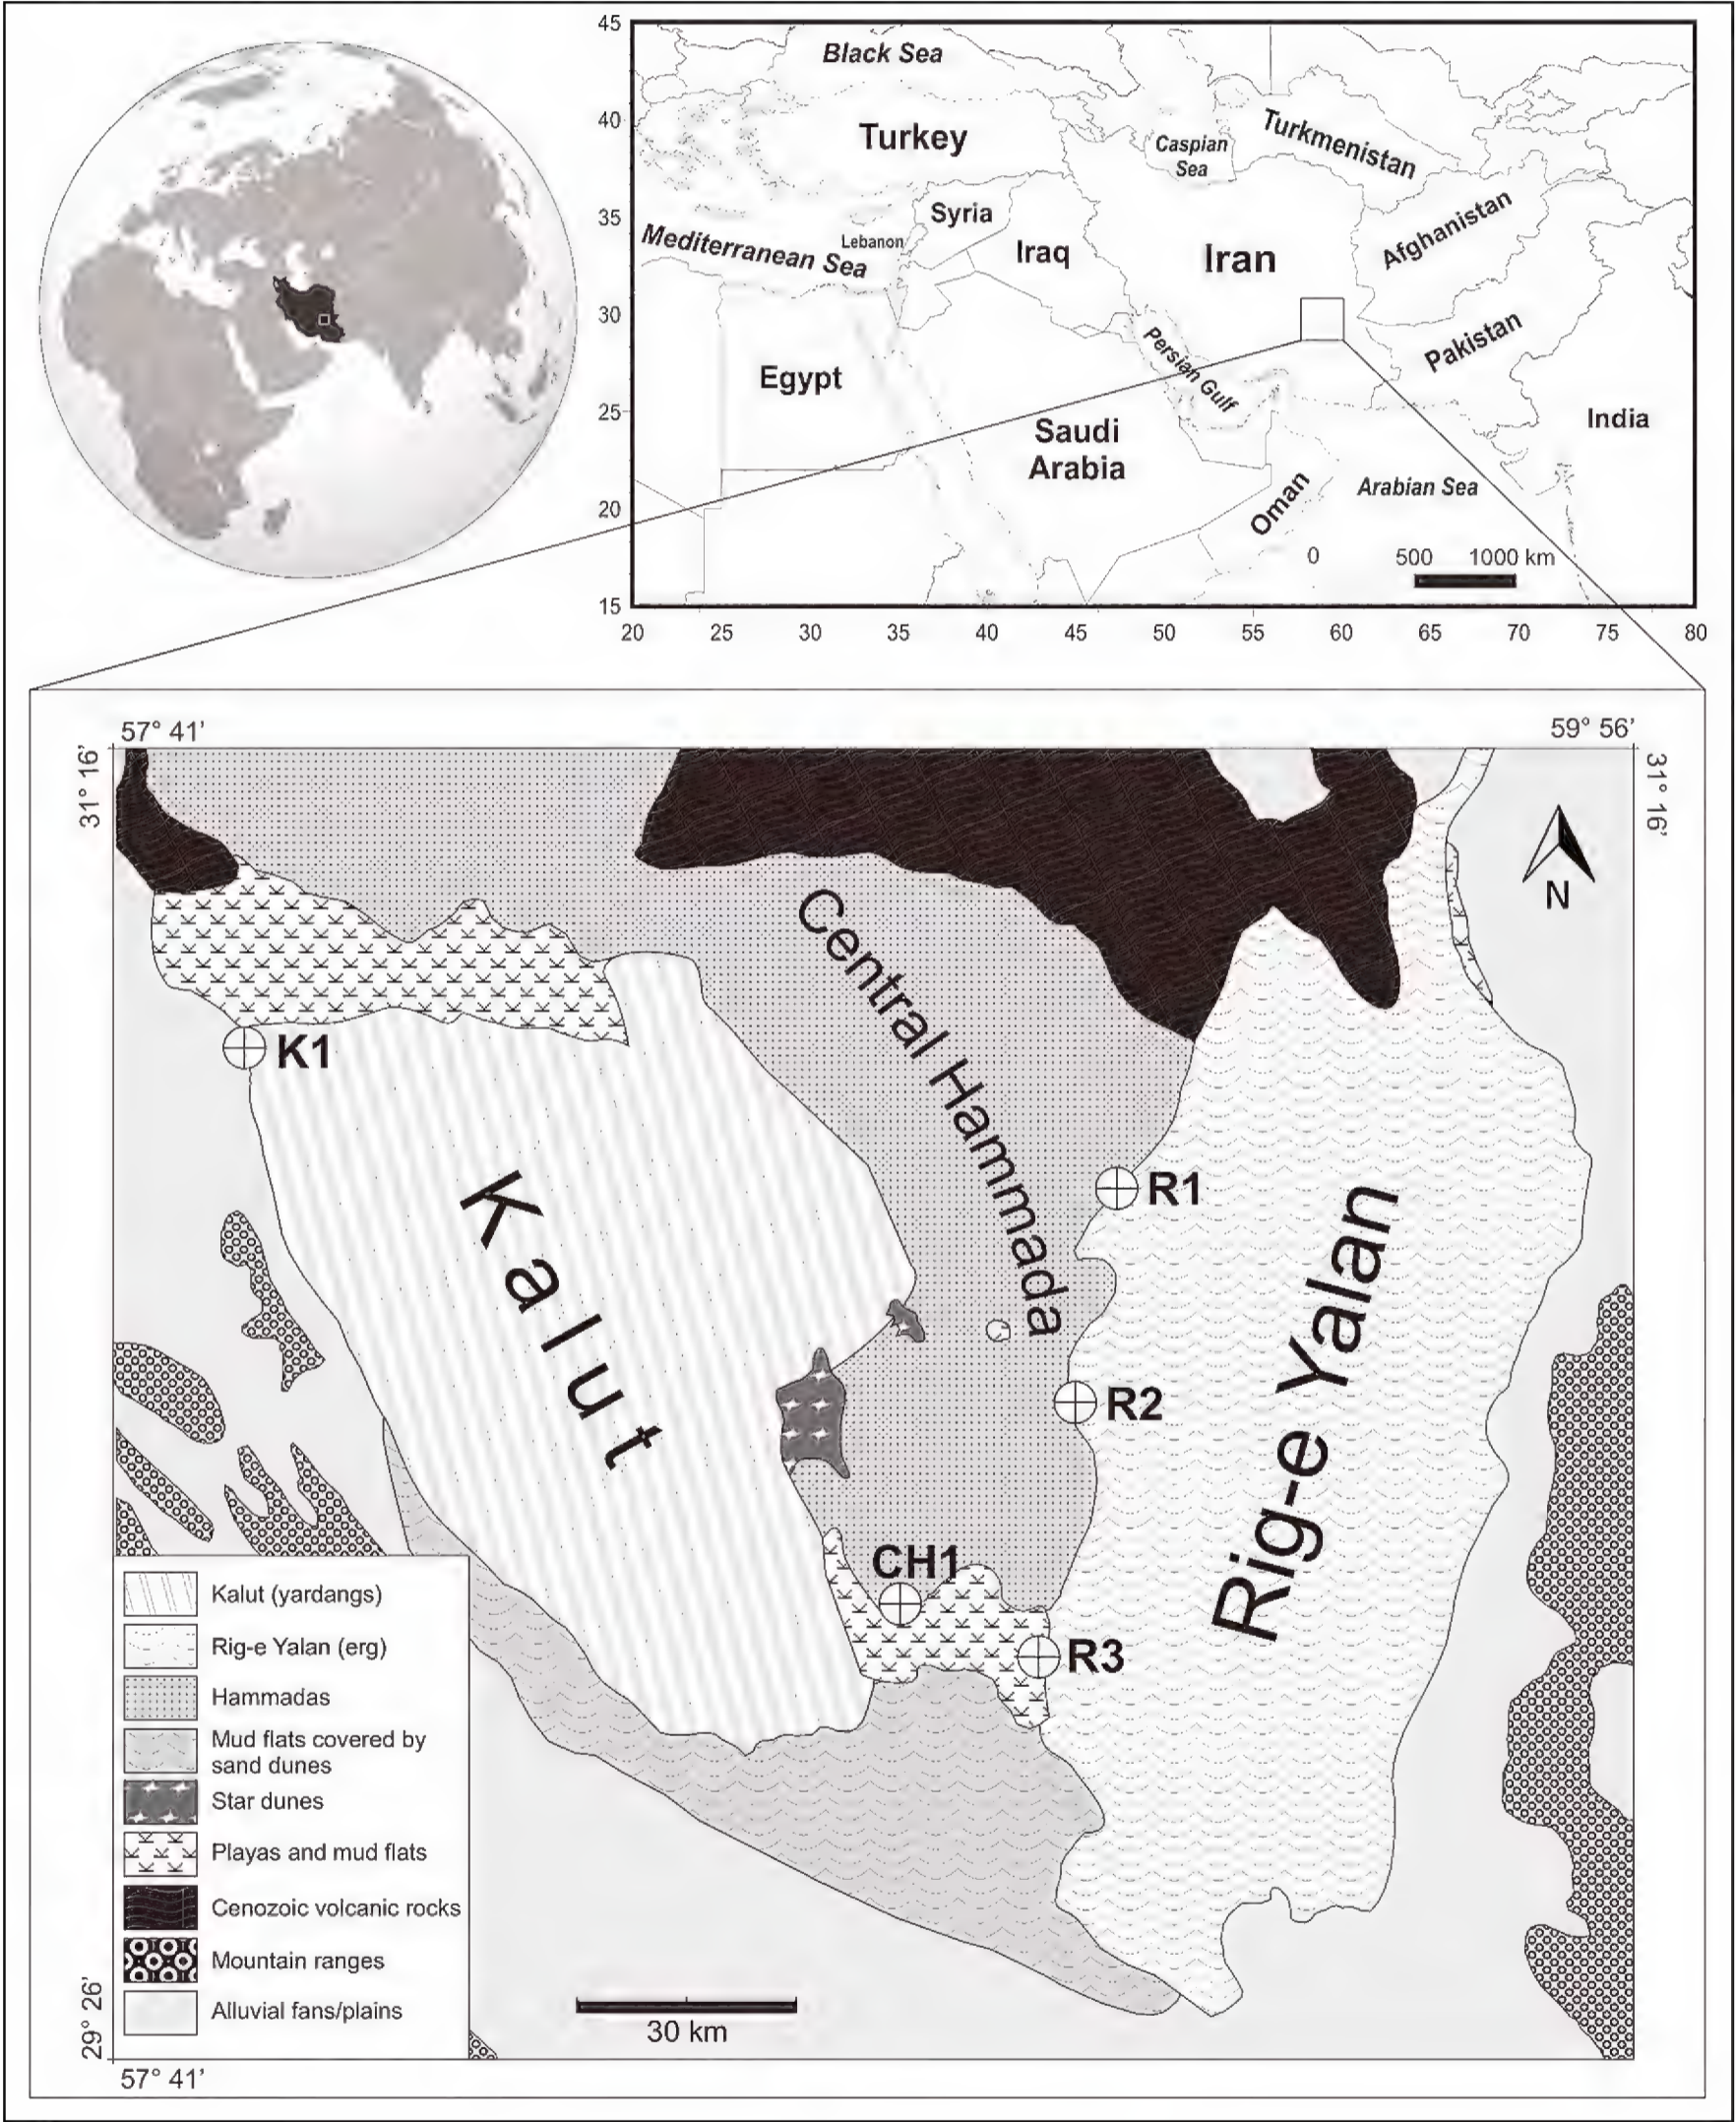 45
40
35
30
25
20
15
20 25 30 35 40 45 50 55 60 65 70 75 80
Black Sea
Turkey
Caspian
Sea
Turkmenistan
Syria
Lebanon
Mediterranean Sea
Iraq
Iran
Afghanistan
Pakistan
Persian Gulf
Egypt
Saudi
Arabia
India
Oman
Arabian Sea
0 500 1000 km
57° 41’
59° 56’
31° 16’
31° 16’
N
Central Hammada
K1
Kalut
R1
Rig-e Yalan
R2
CH1
R3
Kalut (yardangs)
Rig-e Yalan (erg)
Hammadas
Mud flats covered by
sand dunes
Star dunes
Playas and mud flats
Cenozoic volcanic rocks
Mountain ranges
Alluvial fans/plains
30 km
29° 26’
57° 41’